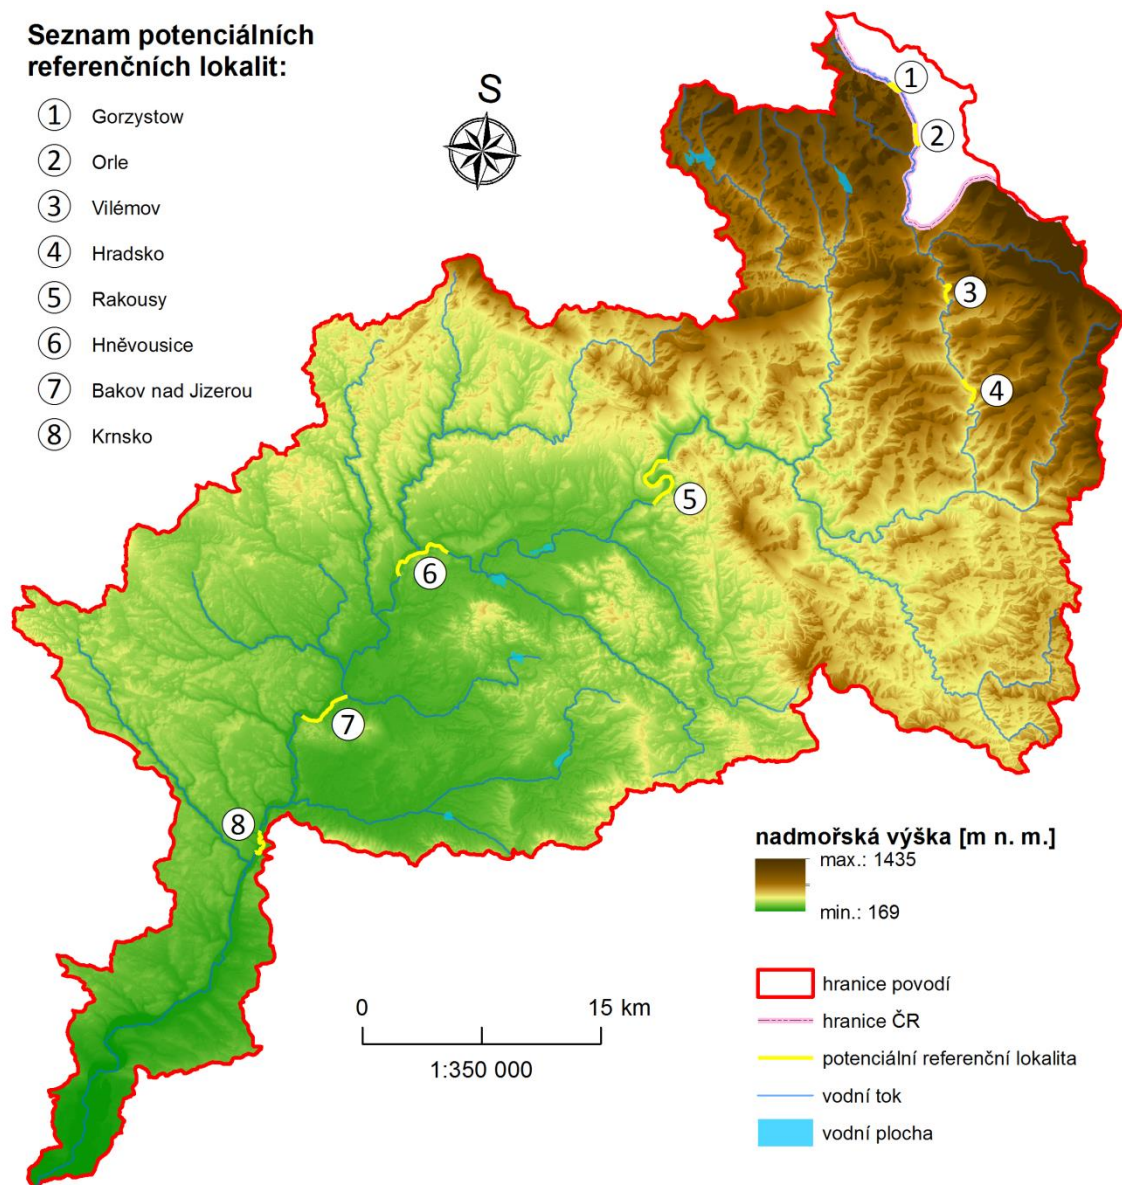 Seznam potenciálních
referenčních lokalit:
1 Gorzystow
2 Orle
3 Vilémov
4 Hradsko
5 Rakousy
6 Hněvousice
7 Bakov nad Jizerou
8 Krnsko
S
1
2
3
4
5
6
7
8
nadmořská výška [m n. m.]
max.: 1435
min.: 169
0 15 km
1:350 000
hranice povodí
hranice ČR
potenciální referenční lokalita
vodní tok
vodní plocha